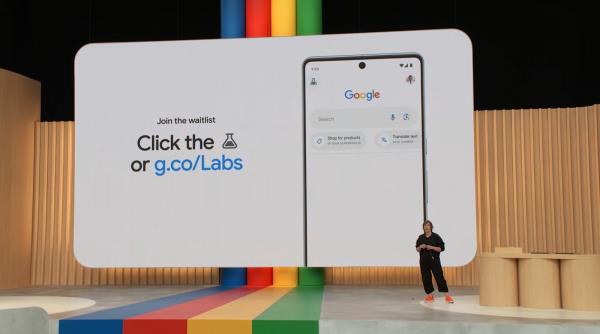 Join the waitlist
Click the
or g.co/Labs
Google
Search
Shop for products
Translate text